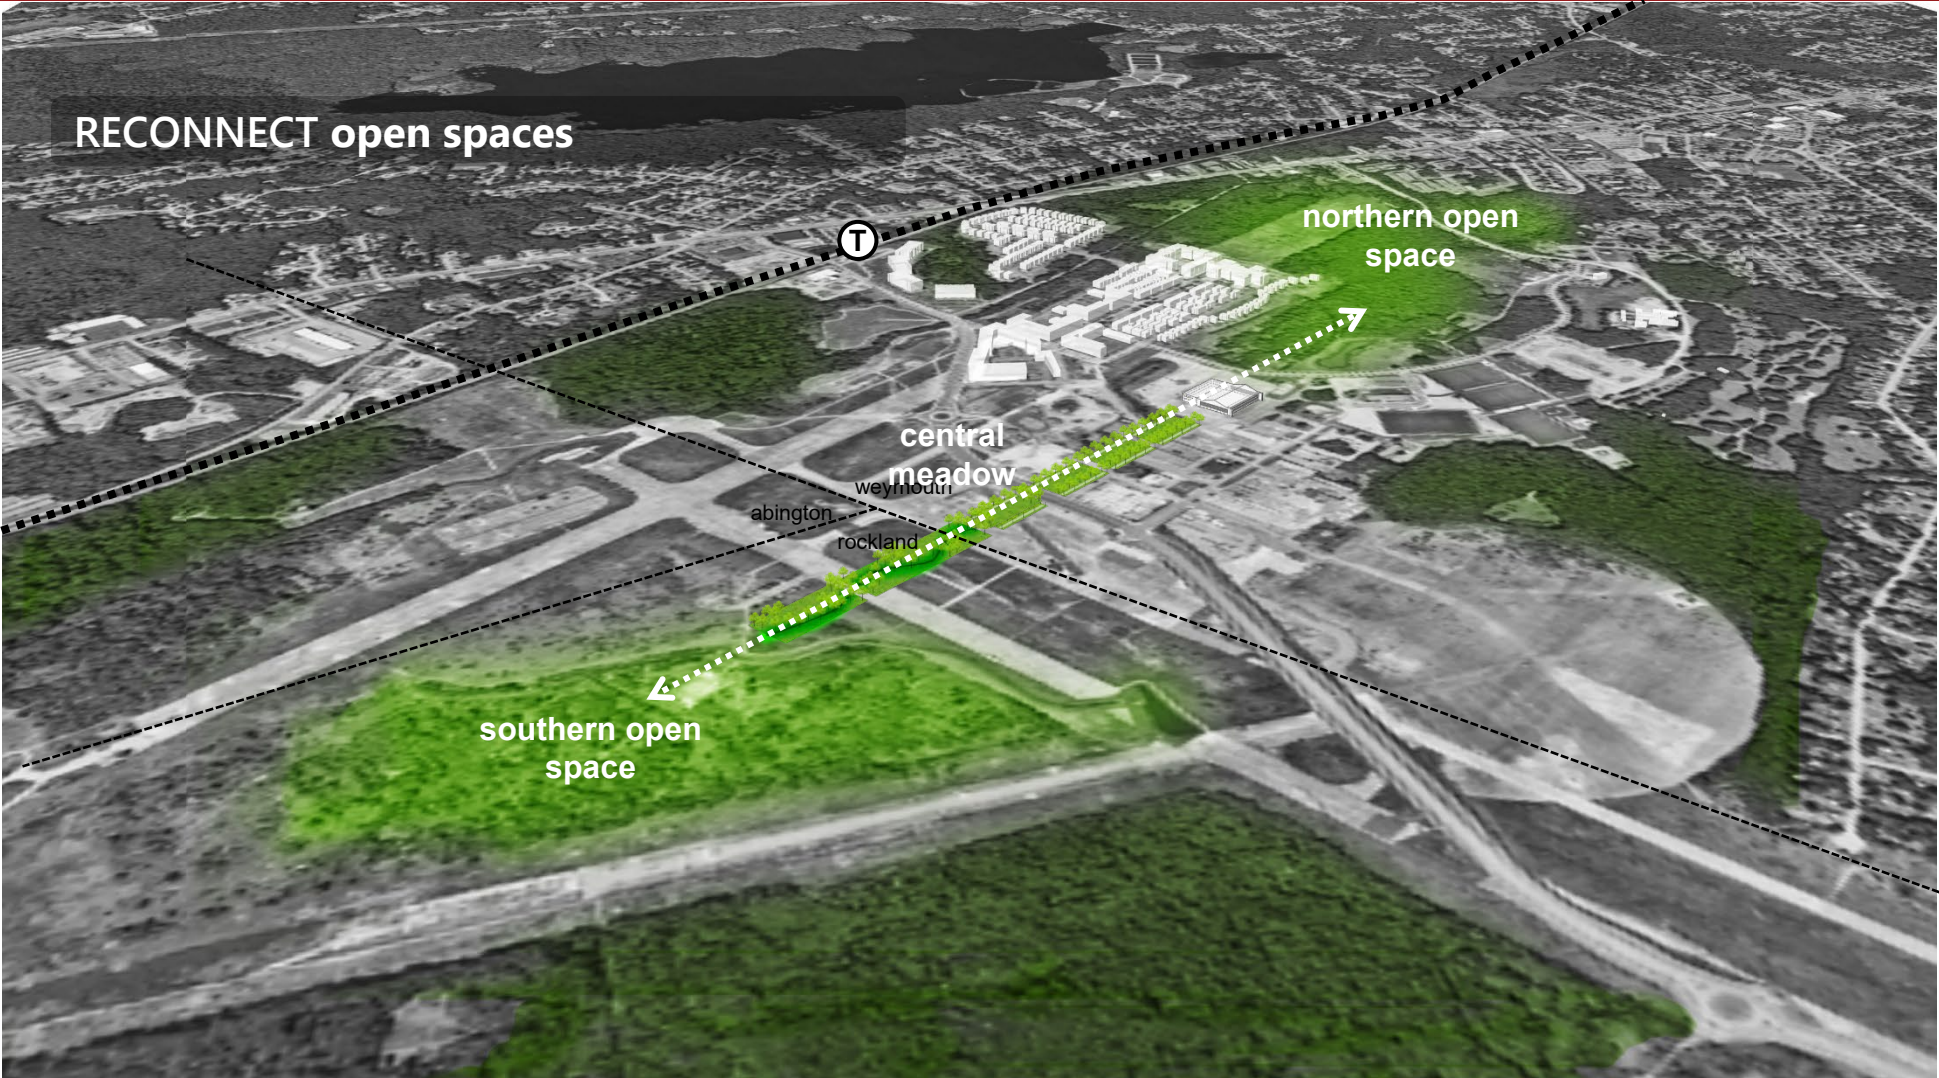 RECONNECT open spaces
T
northern open
space
central
meadow
weymouth
abington
rockland
southern open
space